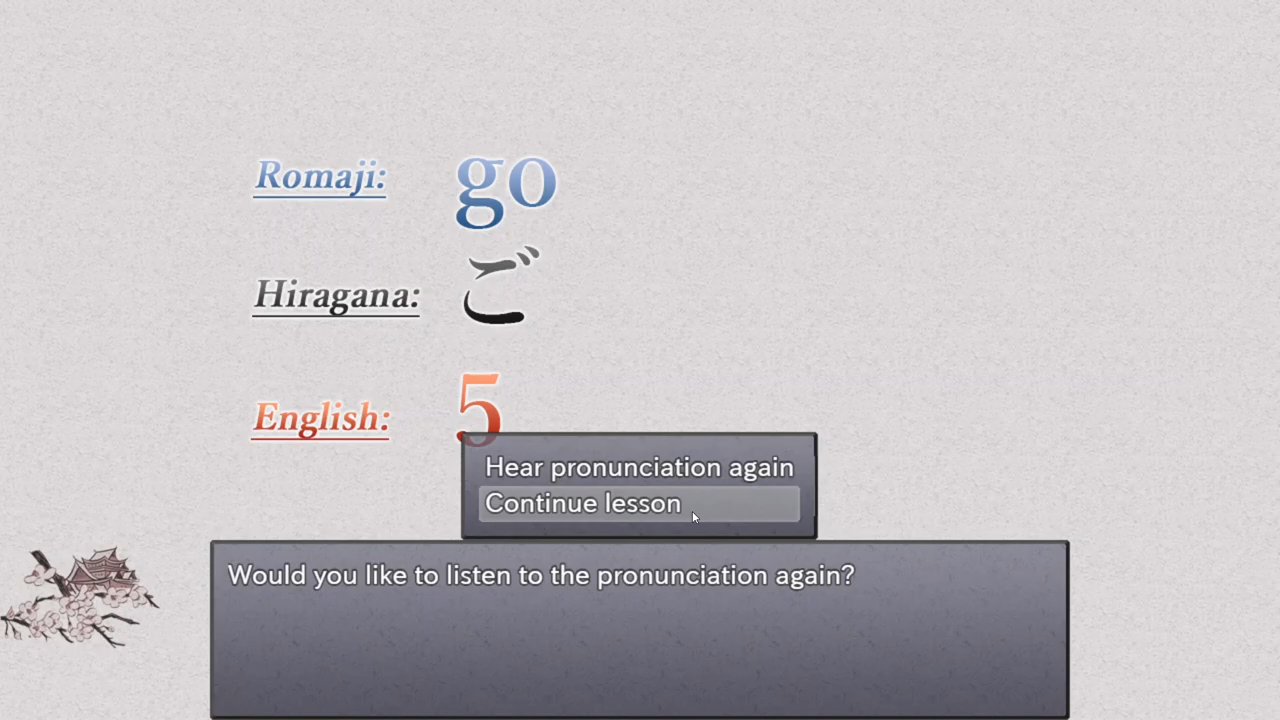 Romaji: go
Hiragana: ご
English: 5
Hear pronunciation again
Continue lesson
Would you like to listen to the pronunciation again?